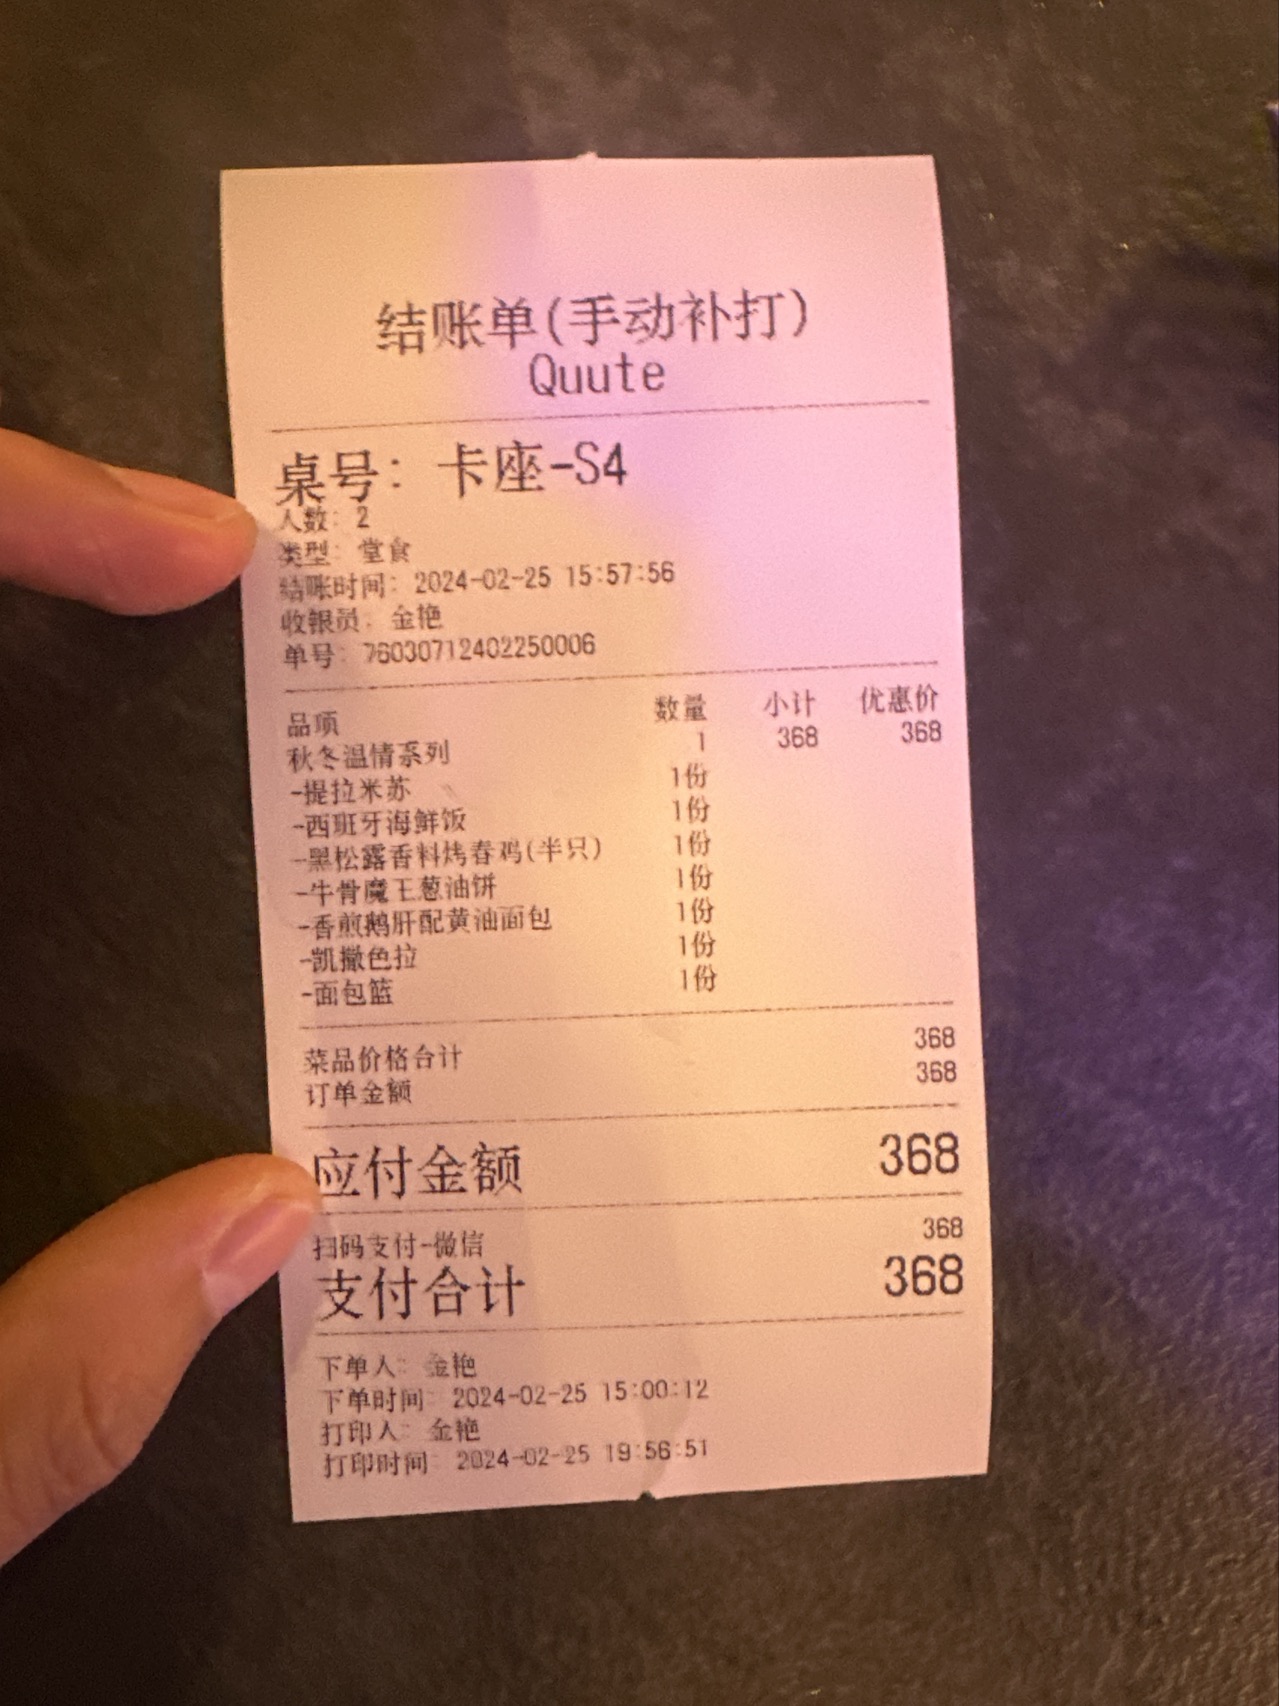 结账单(手动补打)
Quute
桌号: 卡座-S4
人数: 2
类型: 堂食
结账时间: 2024-02-25 15:57:56
收银员: 金艳
单号: 76030712402250006
品项 数量 小计 优惠价
秋冬温情系列 1 368 368
-提拉米苏 1份
-西班牙海鲜饭 1份
-黑松露香料烤春鸡(半只) 1份
-牛骨魔王葱油饼 1份
-香煎鹅肝配黄油面包 1份
-凯撒色拉 1份
-面包篮 1份
菜品价格合计 368
订单金额 368
应付金额 368
扫码支付-微信 368
支付合计 368
下单人: 金艳
下单时间: 2024-02-25 15:00:12
打印人: 金艳
打印时间: 2024-02-25 19:56:51